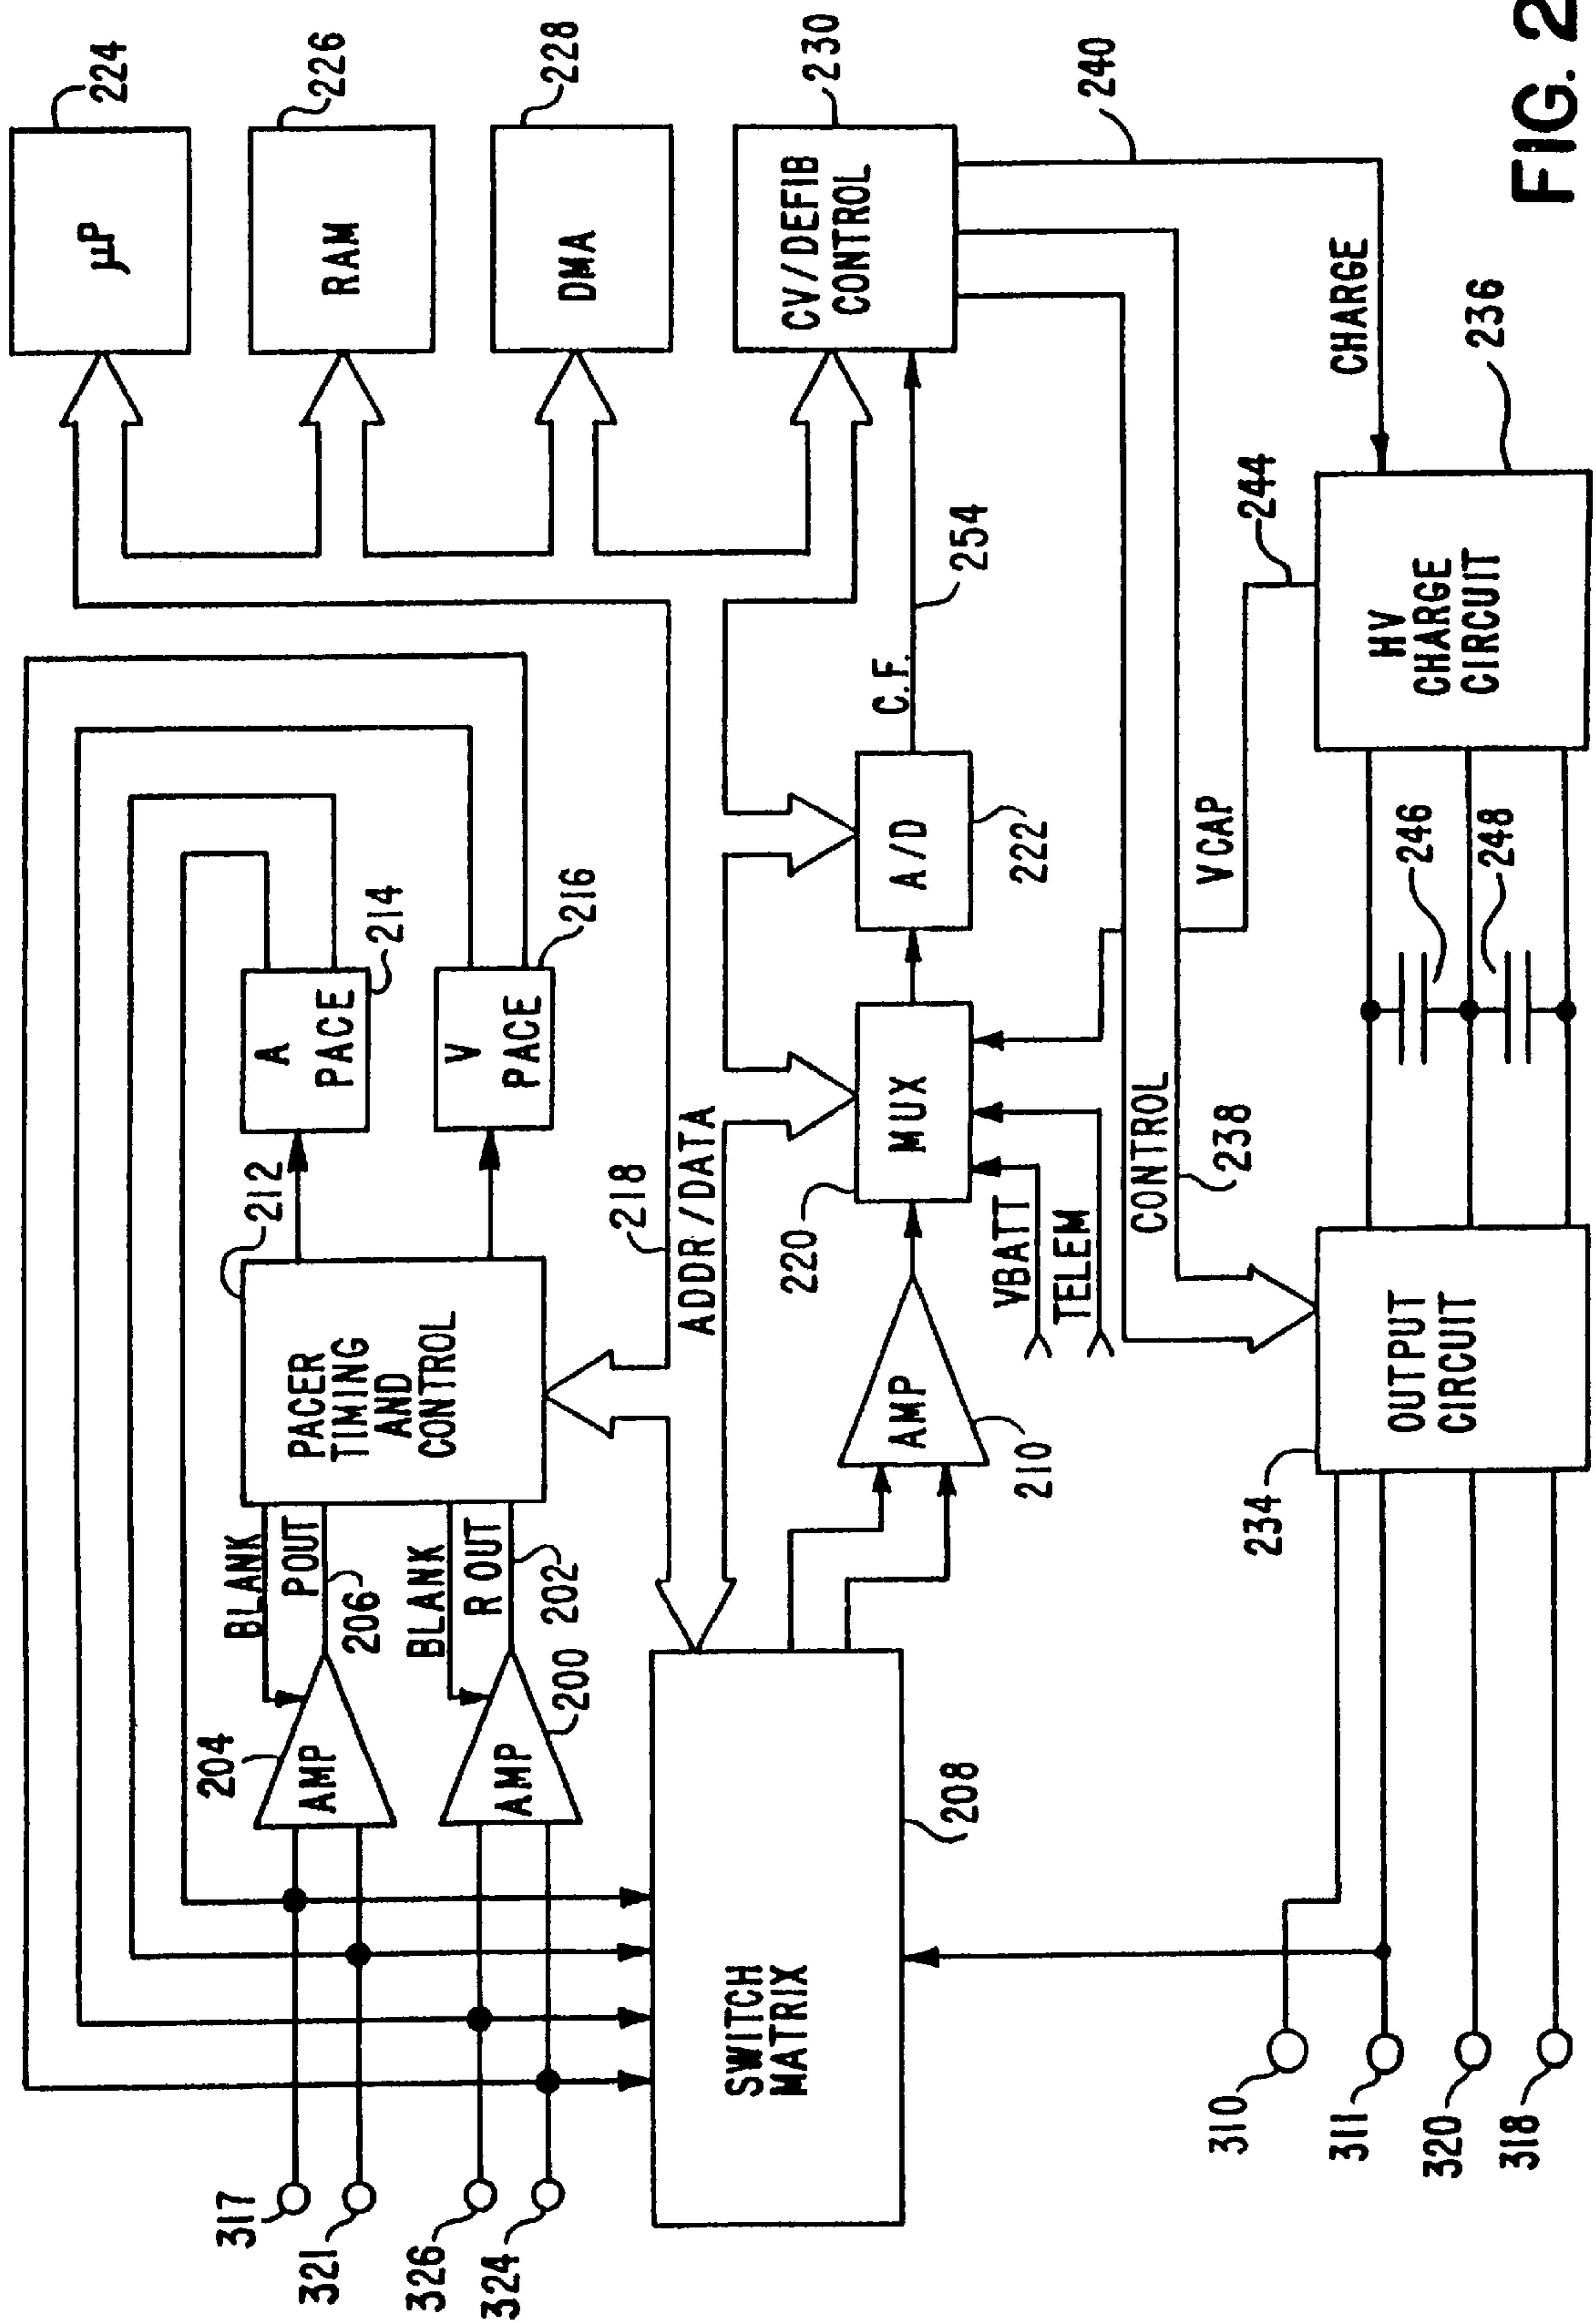 317
321
326
324
204
AMP
BLANK
P OUT
206
AMP
200
BLANK
R OUT
202
PACER
TIMING
AND
CONTROL
212
A
PACE
214
V
PACE
216
218
ADDR/DATA
µP
224
RAM
226
DMA
228
CV/DEFIB
CONTROL
230
240
SWITCH
MATRIX
208
AMP
210
220
MUX
VBATT
TELEM
A/D
222
C.F.
254
CONTROL
238
VCAP
244
CHARGE
310
311
320
318
234
OUTPUT
CIRCUIT
246
248
HV
CHARGE
CIRCUIT
236
FIG. 2